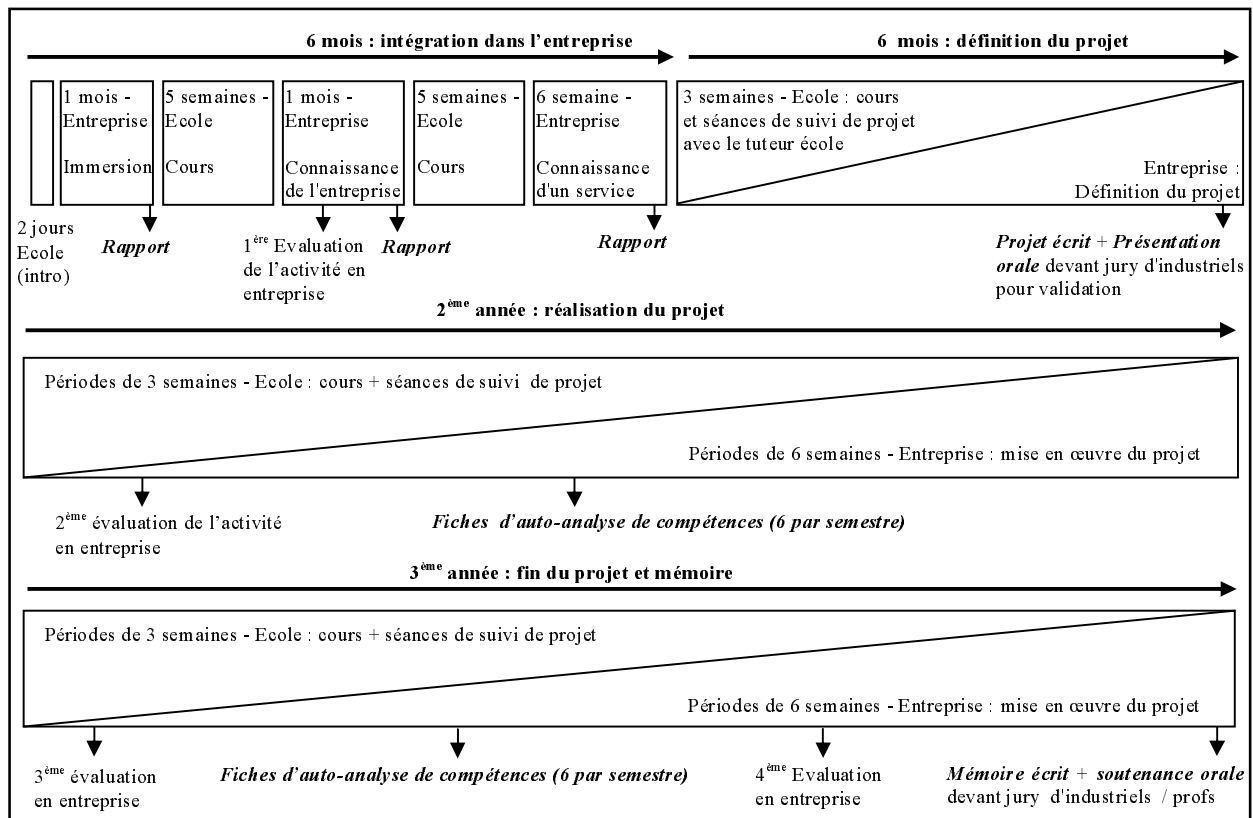 6 mois : intégration dans l'entreprise
6 mois : définition du projet
1 mois -
Entreprise
Immersion
5 semaines -
Ecole
Cours
1 mois -
Entreprise
Connaissance
de l'entreprise
5 semaines -
Ecole
Cours
6 semaine -
Entreprise
Connaissance
d'un service
3 semaines - Ecole : cours
et séances de suivi de projet
avec le tuteur école
Entreprise :
Définition du projet
2 jours
Ecole
(intro)
Rapport
1ère Evaluation
de l'activité en
entreprise
Rapport
Rapport
Projet écrit + Présentation
orale devant jury d'industriels
pour validation
2ème année : réalisation du projet
Périodes de 3 semaines - Ecole : cours + séances de suivi de projet
Périodes de 6 semaines - Entreprise : mise en œuvre du projet
2ème évaluation de l'activité
en entreprise
Fiches d'auto-analyse de compétences (6 par semestre)
3ème année : fin du projet et mémoire
Périodes de 3 semaines - Ecole : cours + séances de suivi de projet
Périodes de 6 semaines - Entreprise : mise en œuvre du projet
3ème évaluation
en entreprise
Fiches d'auto-analyse de compétences (6 par semestre)
4ème Evaluation
en entreprise
Mémoire écrit + soutenance orale
devant jury d'industriels / profs